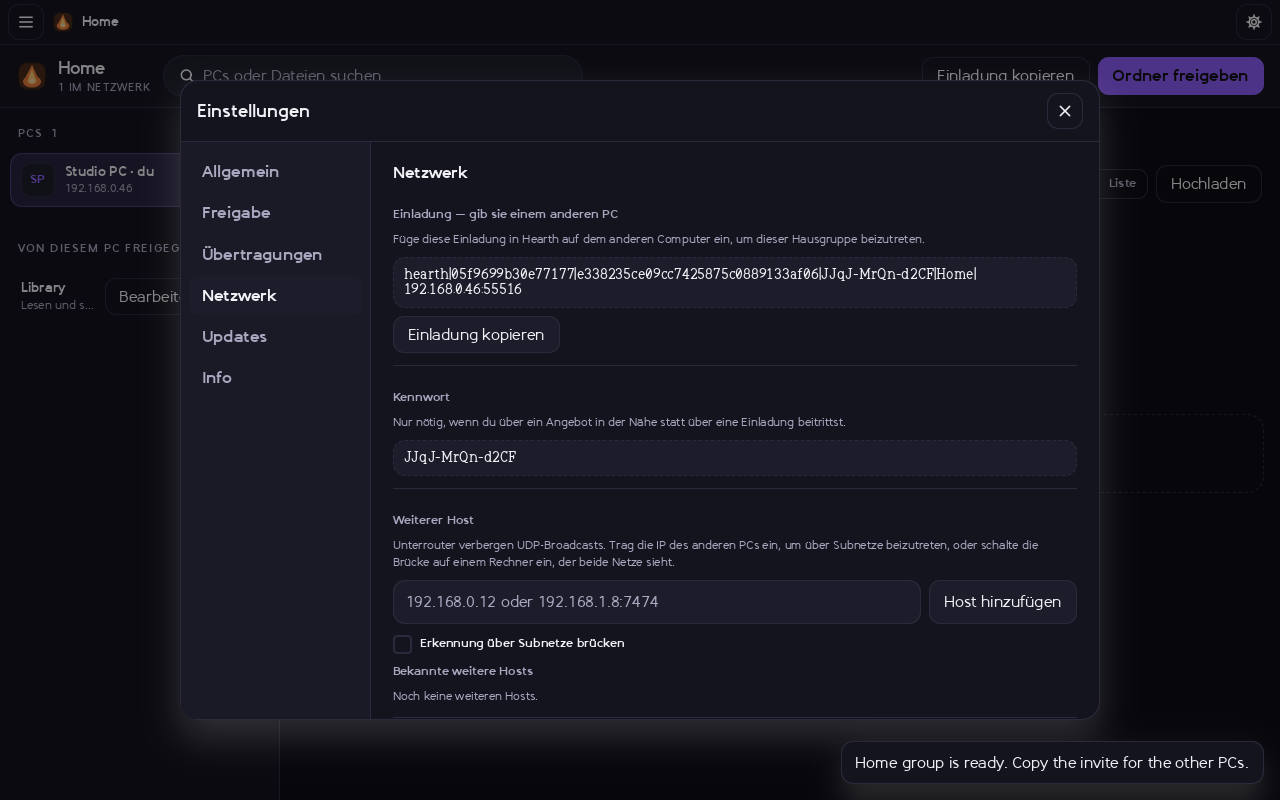 Home
Home
1 IM NETZWERK
PCs oder Dateien suchen
Einladung kopieren
Ordner freigeben
PCS 1
SP
Studio PC · du
192.168.0.46
Liste
Hochladen
VON DIESEM PC FREIGEG
Library
Lesen und s...
Bearbeite
Einstellungen
Allgemein
Freigabe
Übertragungen
Netzwerk
Updates
Info
Netzwerk
Einladung — gib sie einem anderen PC
Füge diese Einladung in Hearth auf dem anderen Computer ein, um dieser Hausgruppe beizutreten.
hearth|05f9699b30e77177|e338235ce09cc7425875c0889133af06|JJqJ-MrQn-d2CF|Home|
192.168.0.46:55516
Einladung kopieren
Kennwort
Nur nötig, wenn du über ein Angebot in der Nähe statt über eine Einladung beitrittst.
JJqJ-MrQn-d2CF
Weiterer Host
Unterrouter verbergen UDP-Broadcasts. Trag die IP des anderen PCs ein, um über Subnetze beizutreten, oder schalte die
Brücke auf einem Rechner ein, der beide Netze sieht.
192.168.0.12 oder 192.168.1.8:7474
Host hinzufügen
Erkennung über Subnetze brücken
Bekannte weitere Hosts
Noch keine weiteren Hosts.
Home group is ready. Copy the invite for the other PCs.